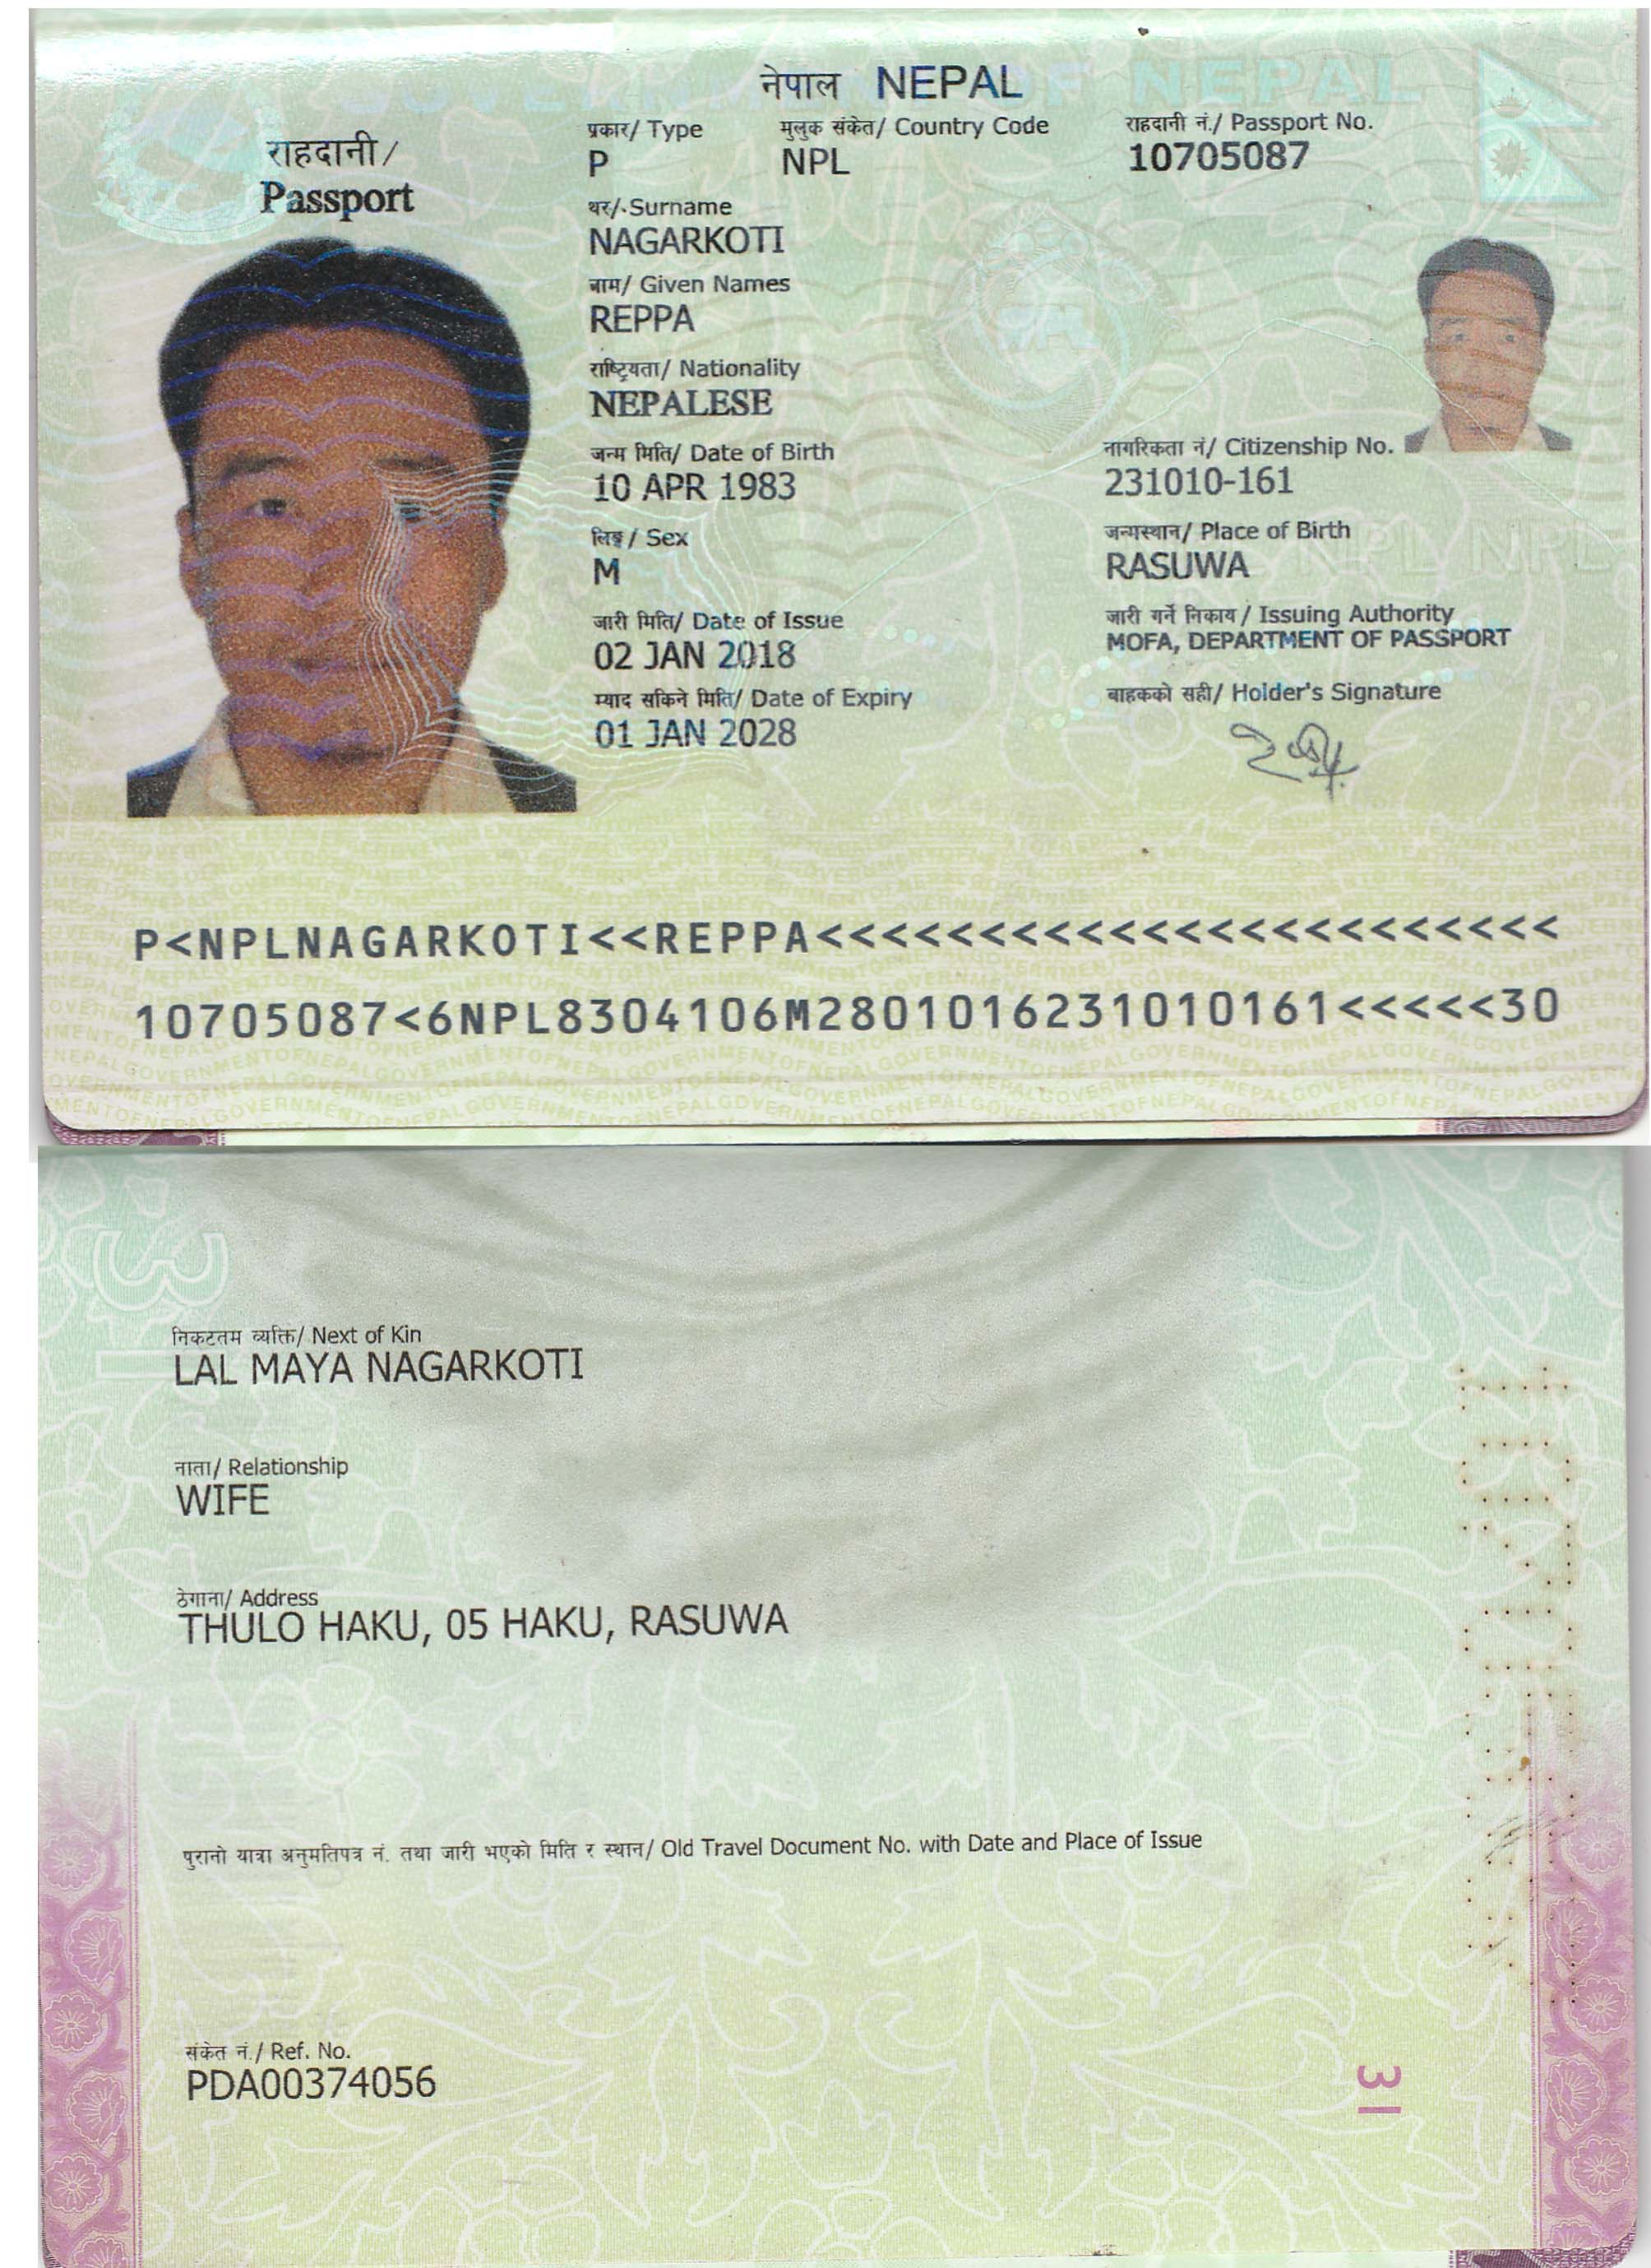 नेपाल NEPAL
राहदानी/
Passport
प्रकार/ Type
P
मुलुक संकेत/ Country Code
NPL
राहदानी नं./ Passport No.
10705087
थर/ Surname
NAGARKOTI
नाम/ Given Names
REPPA
राष्ट्रियता/ Nationality
NEPALESE
जन्म मिति/ Date of Birth
10 APR 1983
नागरिकता नं/ Citizenship No.
231010-161
लिङ्ग / Sex
M
जन्मस्थान/ Place of Birth
RASUWA
जारी मिति/ Date of Issue
02 JAN 2018
जारी गर्ने निकाय / Issuing Authority
MOFA, DEPARTMENT OF PASSPORT
म्याद सकिने मिति/ Date of Expiry
01 JAN 2028
बाहकको सही/ Holder's Signature
P<NPLNAGARKOTI<<REPPA<<<<<<<<<<<<<<<<<<<<<<<
10705087<6NPL8304106M2801016231010161<<<<<30
निकटतम व्यक्ति/ Next of Kin
LAL MAYA NAGARKOTI
नाता/ Relationship
WIFE
ठेगाना/ Address
THULO HAKU, 05 HAKU, RASUWA
पुरानो यात्रा अनुमतिपत्र नं. तथा जारी भएको मिति र स्थान/ Old Travel Document No. with Date and Place of Issue
संकेत नं./ Ref. No.
PDA00374056
31